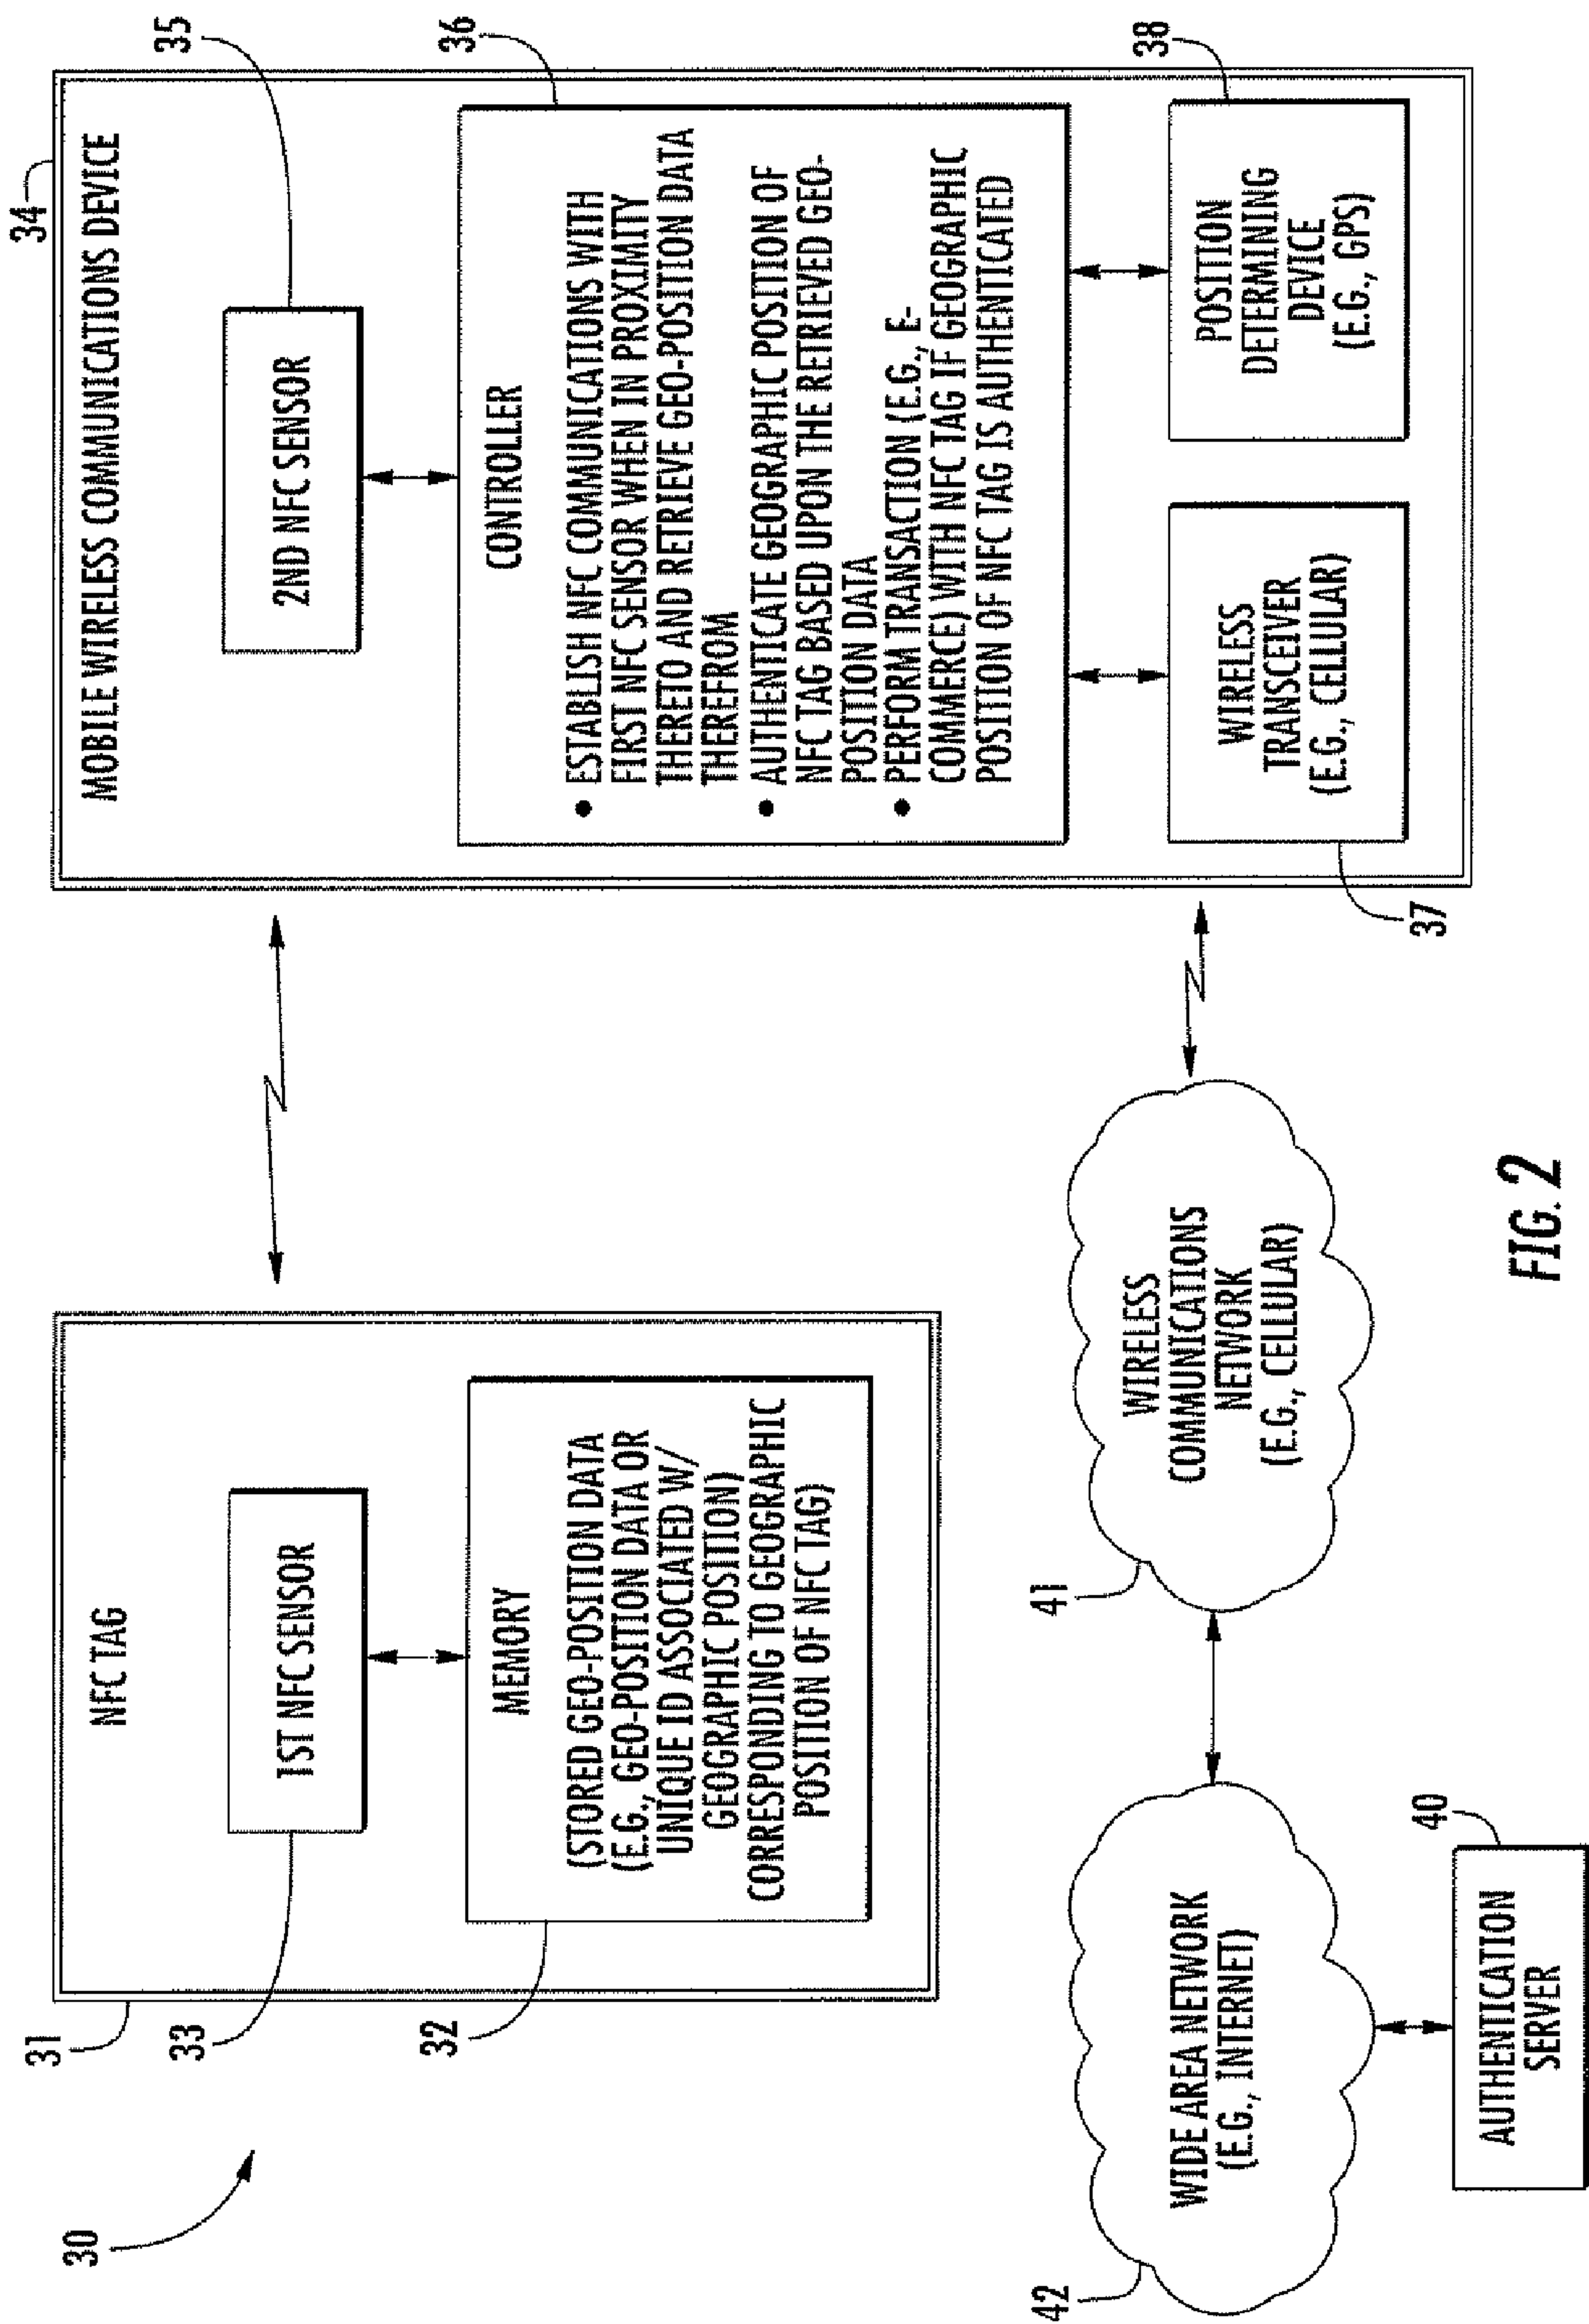 30
31
NFC TAG
33
1ST NFC SENSOR
32
MEMORY
(STORED GEO-POSITION DATA
(E.G., GEO-POSITION DATA OR
UNIQUE ID ASSOCIATED W/
GEOGRAPHIC POSITION)
CORRESPONDING TO GEOGRAPHIC
POSITION OF NFC TAG)
34
MOBILE WIRELESS COMMUNICATIONS DEVICE
35
2ND NFC SENSOR
36
CONTROLLER
• ESTABLISH NFC COMMUNICATIONS WITH
FIRST NFC SENSOR WHEN IN PROXIMITY
THERETO AND RETRIEVE GEO-POSITION DATA
THEREFROM
• AUTHENTICATE GEOGRAPHIC POSITION OF
NFC TAG BASED UPON THE RETRIEVED GEO-
POSITION DATA
• PERFORM TRANSACTION (E.G., E-
COMMERCE) WITH NFC TAG IF GEOGRAPHIC
POSITION OF NFC TAG IS AUTHENTICATED
37
WIRELESS
TRANSCEIVER
(E.G., CELLULAR)
38
POSITION
DETERMINING
DEVICE
(E.G., GPS)
42
WIDE AREA NETWORK
(E.G., INTERNET)
41
WIRELESS
COMMUNICATIONS
NETWORK
(E.G., CELLULAR)
40
AUTHENTICATION
SERVER
FIG. 2